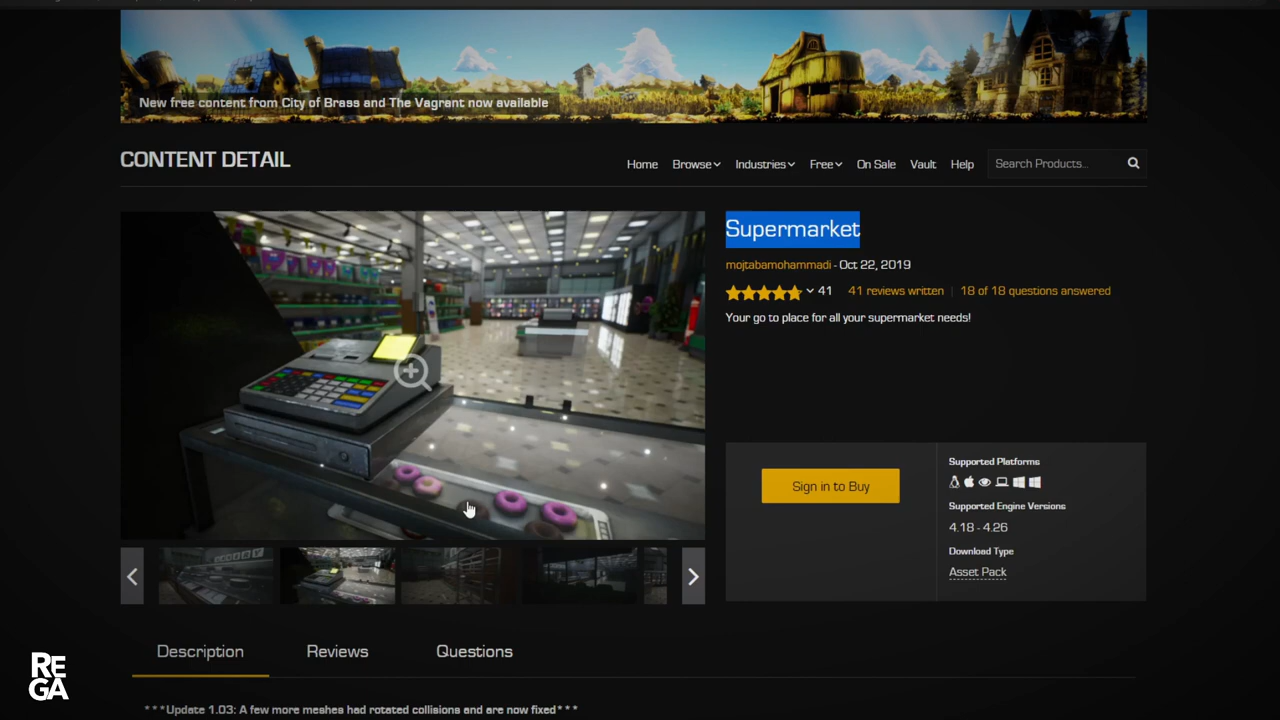 New free content from City of Brass and The Vagrant now available
CONTENT DETAIL
Home Browse Industries Free On Sale Vault Help Search Products...
Supermarket
mojtabamohammadi - Oct 22, 2019
41 41 reviews written 18 of 18 questions answered
Your go to place for all your supermarket needs!
Sign in to Buy
Supported Platforms
Supported Engine Versions
4.18 - 4.26
Download Type
Asset Pack
Description Reviews Questions
***Update 1.03: A few more meshes had rotated collisions and are now fixed***
RE
GA